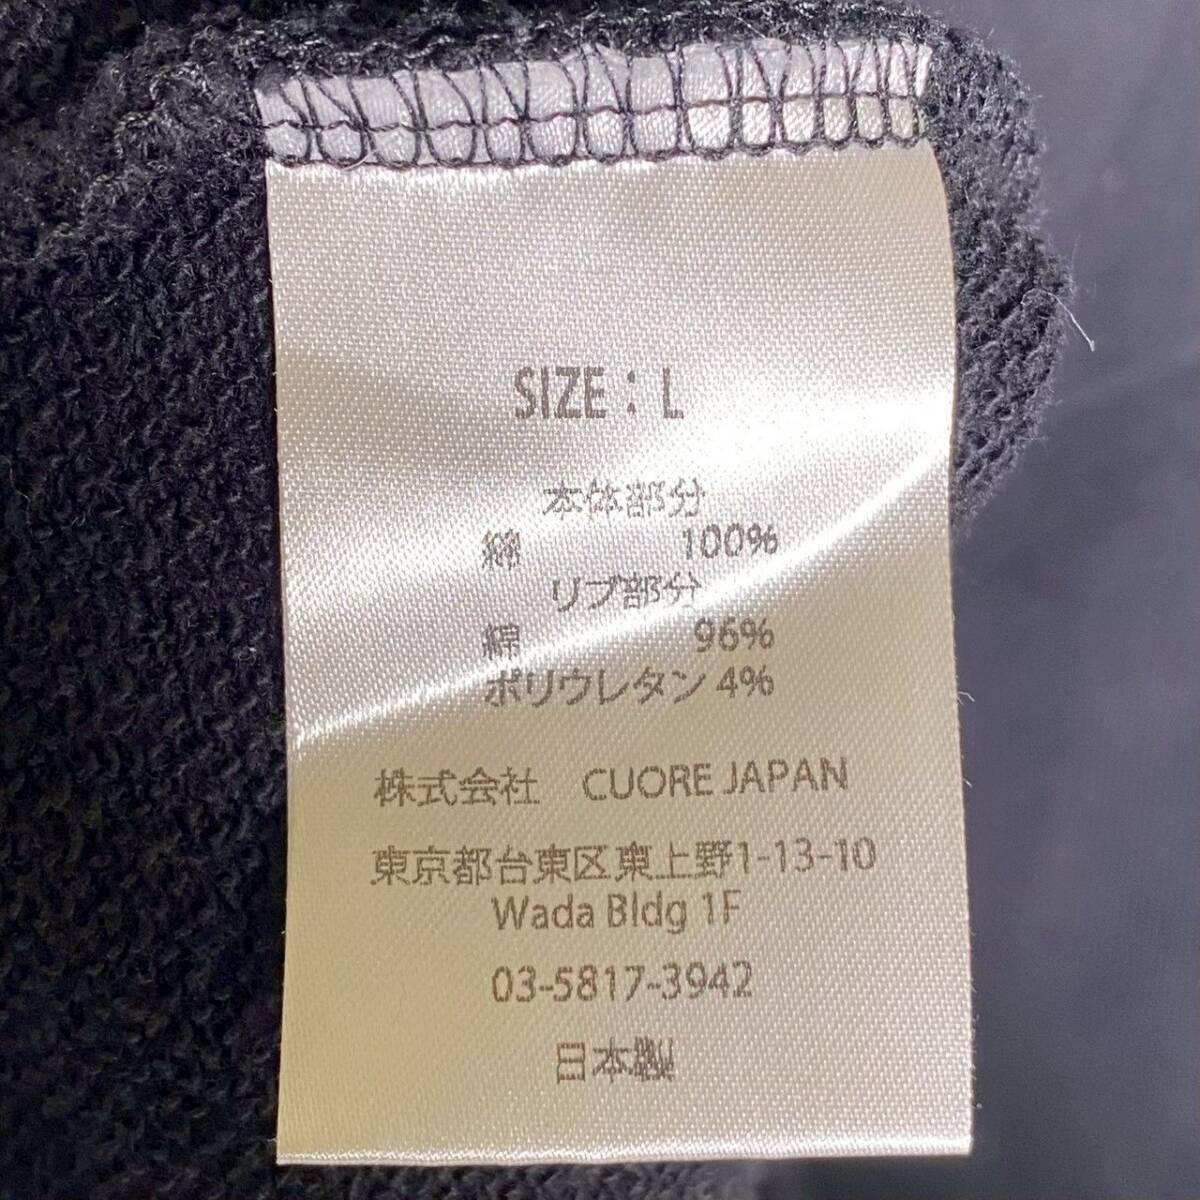 SIZE：L
本体部分
綿 100%
リブ部分
綿 96%
ポリウレタン 4%
株式会社 CUORE JAPAN
東京都台東区東上野1-13-10
Wada Bldg 1F
03-5817-3942
日本製